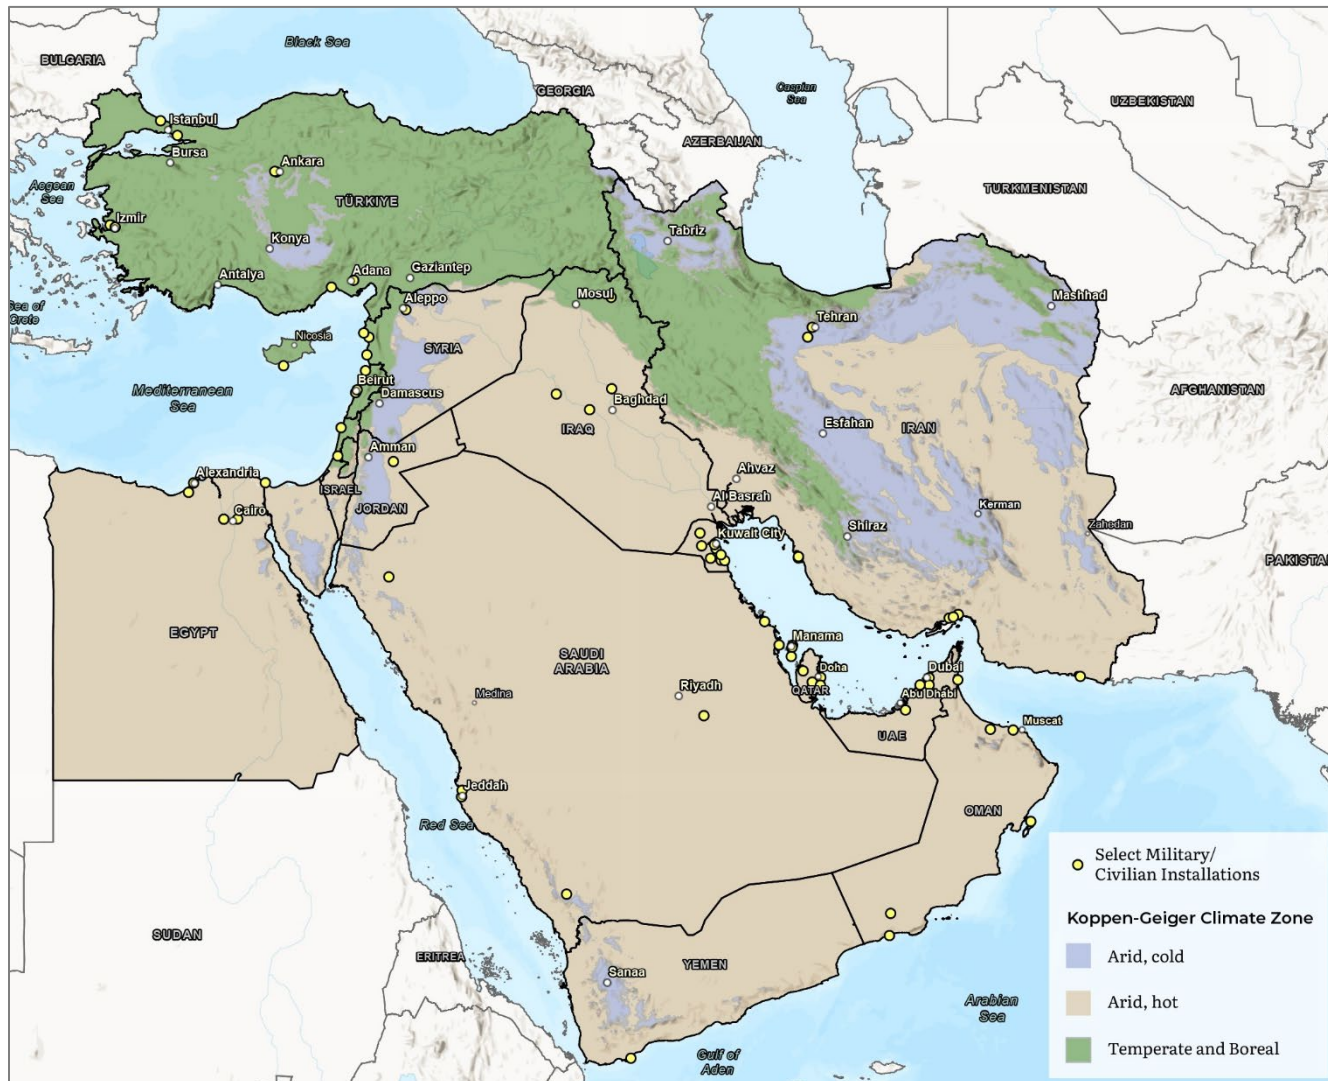 Black Sea
BULGARIA
GEORGIA
Caspian
Sea
UZBEKISTAN
Istanbul
AZERBAIJAN
Bursa
Ankara
Aegean
Sea
TÜRKIYE
TURKMENISTAN
Izmir
Konya
Tabriz
Antalya
Adana
Gaziantep
Sea of
Crete
Aleppo
Mosul
Mashhad
Tehran
Nicosia
SYRIA
Mediterranean
Sea
Beirut
Damascus
Baghdad
IRAQ
AFGHANISTAN
Esfahan
IRAN
Amman
Alexandria
ISRAEL
Ahvaz
JORDAN
Cairo
Al Basrah
Kerman
Zahedan
Kuwait City
Shiraz
PAKISTAN
EGYPT
SAUDI
ARABIA
Manama
Doha
Dubai
QATAR
Medina
Riyadh
Abu Dhabi
UAE
Muscat
Jeddah
Red Sea
OMAN
SUDAN
ERITREA
YEMEN
Sanaa
Arabian
Sea
Gulf of
Aden
Select Military/
Civilian Installations
Koppen-Geiger Climate Zone
Arid, cold
Arid, hot
Temperate and Boreal